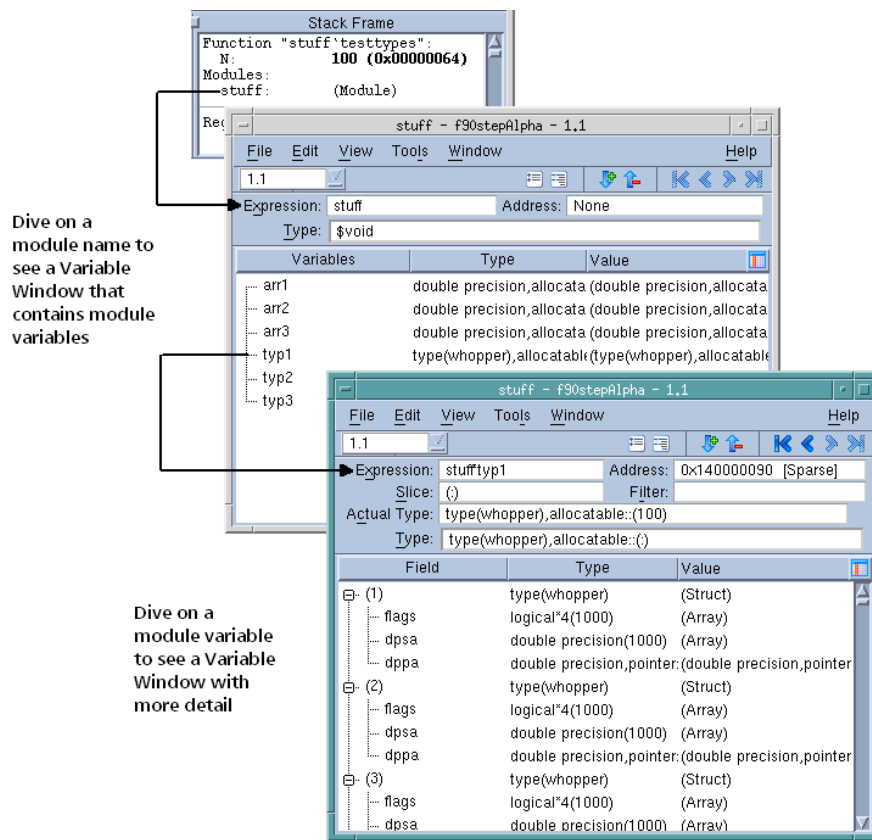 Stack Frame
Function "stuff`testtypes":
N: 100 (0x00000064)
Modules:
stuff: (Module)
Reg
stuff - f90stepAlpha - 1.1
File Edit View Tools Window Help
1.1
Expression: stuff Address: None
Type: $void
Variables Type Value
arr1 double precision,allocata (double precision,allocata
arr2 double precision,allocata (double precision,allocata
arr3 double precision,allocata (double precision,allocata
typ1 type(whopper),allocatable (type(whopper),allocatable
typ2
typ3
Dive on a
module name to
see a Variable
Window that
contains module
variables
stuff - f90stepAlpha - 1.1
File Edit View Tools Window Help
1.1
Expression: stuff`typ1 Address: 0x140000090 [Sparse]
Slice: (:) Filter:
Actual Type: type(whopper),allocatable::(100)
Type: type(whopper),allocatable::(:)
Field Type Value
(1) type(whopper) (Struct)
flags logical*4(1000) (Array)
dpsa double precision(1000) (Array)
dppa double precision,pointer: (double precision,pointer
(2) type(whopper) (Struct)
flags logical*4(1000) (Array)
dpsa double precision(1000) (Array)
dppa double precision,pointer: (double precision,pointer
(3) type(whopper) (Struct)
flags logical*4(1000) (Array)
dpsa double precision(1000) (Array)
Dive on a
module variable
to see a Variable
Window with
more detail